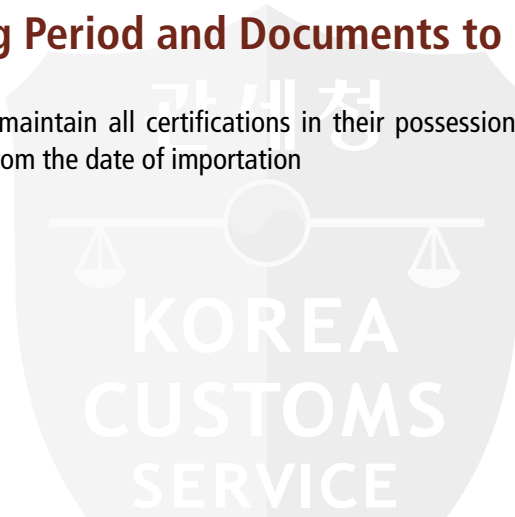 g Period and Documents to
maintain all certifications in their possession
om the date of importation
관세청
KOREA
CUSTOMS
SERVICE